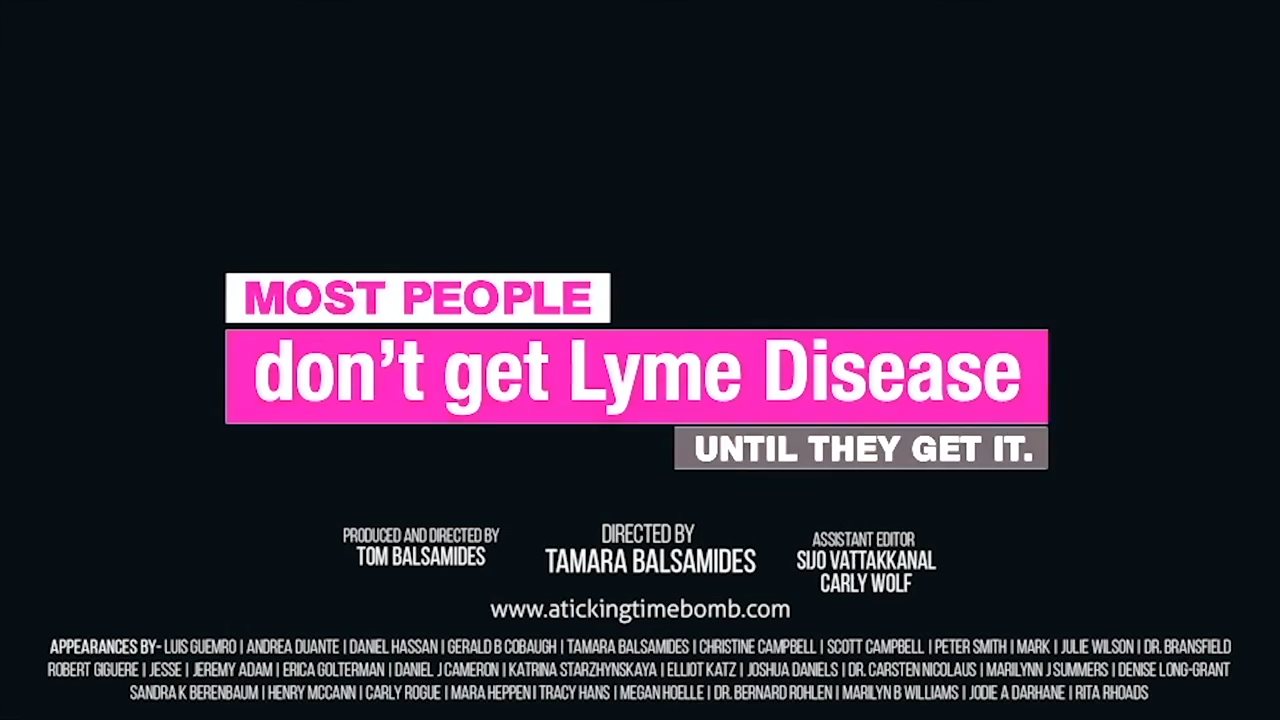 MOST PEOPLE
don't get Lyme Disease
UNTIL THEY GET IT.
PRODUCED AND DIRECTED BY
TOM BALSAMIDES
DIRECTED BY
TAMARA BALSAMIDES
ASSISTANT EDITOR
SIJO VATTAKKANAL
CARLY WOLF
www.atickingtimebomb.com
APPEARANCES BY- LUIS GUEMRO | ANDREA DUANTE | DANIEL HASSAN | GERALD B COBAUGH | TAMARA BALSAMIDES | CHRISTINE CAMPBELL | SCOTT CAMPBELL | PETER SMITH | MARK | JULIE WILSON | DR. BRANSFIELD
ROBERT GIGUERE | JESSE | JEREMY ADAM | ERICA GOLTERMAN | DANIEL J CAMERON | KATRINA STARZHYNSKAYA | ELLIOT KATZ | JOSHUA DANIELS | DR. CARSTEN NICOLAUS | MARILYNN J SUMMERS | DENISE LONG-GRANT
SANDRA K BERENBAUM | HENRY MCCANN | CARLY ROGUE | MARA HEPPEN | TRACY HANS | MEGAN HOELLE | DR. BERNARD ROHLEN | MARILYN B WILLIAMS | JODIE A DARHANE | RITA RHOADS